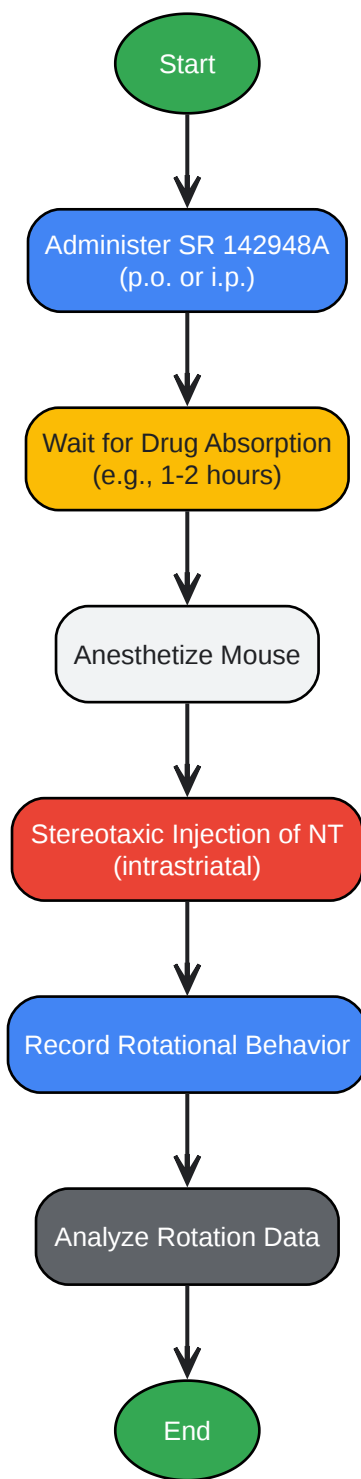 Start
Administer SR 142948A
(p.o. or i.p.)
Wait for Drug Absorption
(e.g., 1-2 hours)
Anesthetize Mouse
Stereotaxic Injection of NT
(intrastriatal)
Record Rotational Behavior
Analyze Rotation Data
End